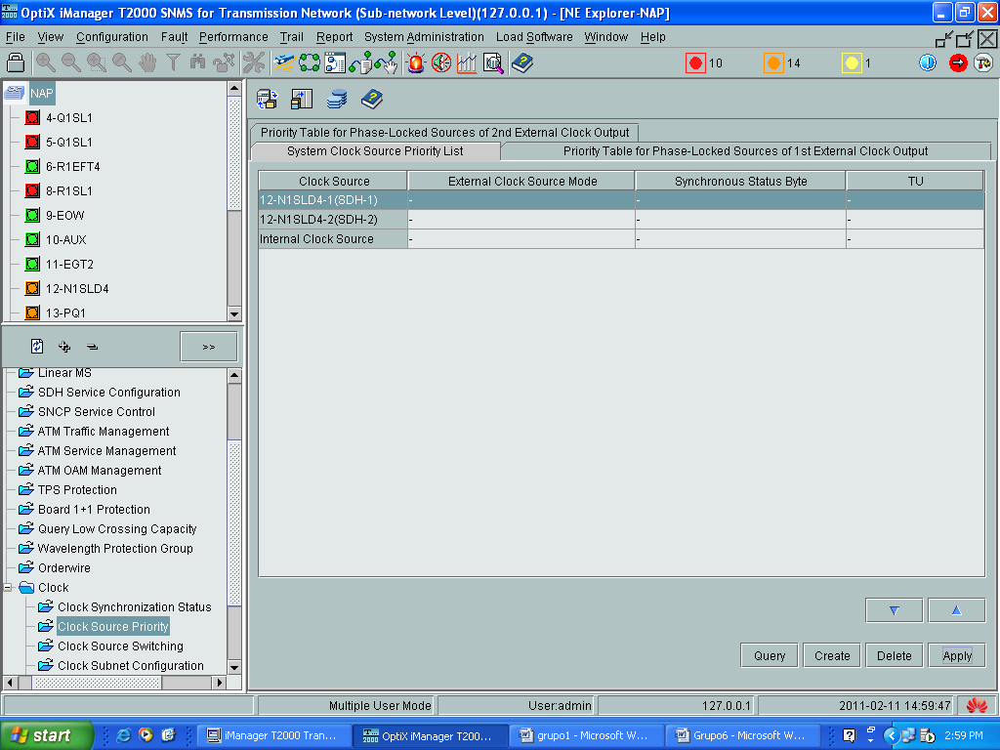 OptiX iManager T2000 SNMS for Transmission Network (Sub-network Level)(127.0.0.1) - [NE Explorer-NAP]
File View Configuration Fault Performance Trail Report System Administration Load Software Window Help
10 14 1
NAP
4-Q1SL1
5-Q1SL1
6-R1EFT4
8-R1SL1
9-EOW
10-AUX
11-EGT2
12-N1SLD4
13-PQ1
>>
Linear MS
SDH Service Configuration
SNCP Service Control
ATM Traffic Management
ATM Service Management
ATM OAM Management
TPS Protection
Board 1+1 Protection
Query Low Crossing Capacity
Wavelength Protection Group
Orderwire
Clock
Clock Synchronization Status
Clock Source Priority
Clock Source Switching
Clock Subnet Configuration
Priority Table for Phase-Locked Sources of 2nd External Clock Output
System Clock Source Priority List
Priority Table for Phase-Locked Sources of 1st External Clock Output
Clock Source External Clock Source Mode Synchronous Status Byte TU
12-N1SLD4-1(SDH-1) - - -
12-N1SLD4-2(SDH-2) - - -
Internal Clock Source - - -
Query Create Delete Apply
Multiple User Mode User:admin 127.0.0.1 2011-02-11 14:59:47
start iManager T2000 Tran... OptiX iManager T200... grupo1 - Microsoft W... Grupo6 - Microsoft W... 2:59 PM